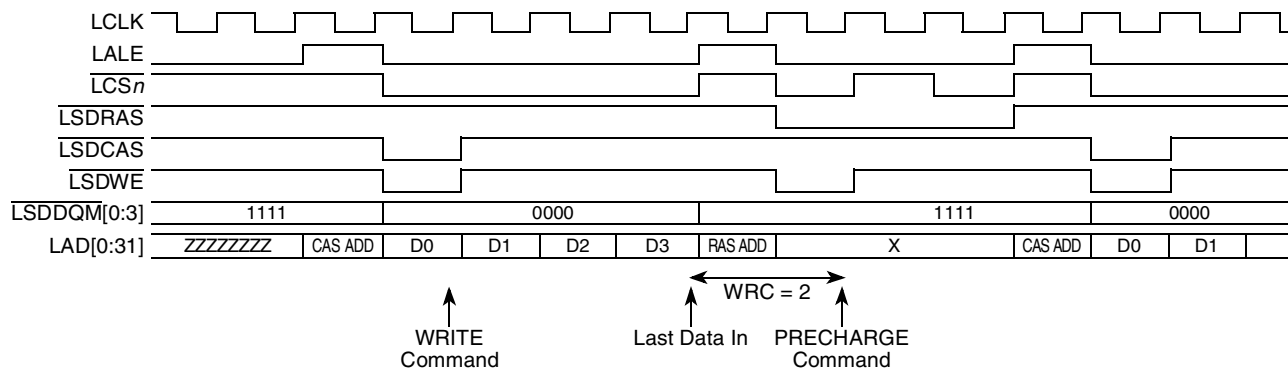 LCLK
LALE
LCSn
LSDRAS
LSDCAS
LSDWE
LSDDQM[0:3] 1111 0000 1111 0000
LAD[0:31] ZZZZZZZZ CAS ADD D0 D1 D2 D3 RAS ADD X CAS ADD D0 D1
WRC = 2
WRITE Last Data In PRECHARGE
Command Command